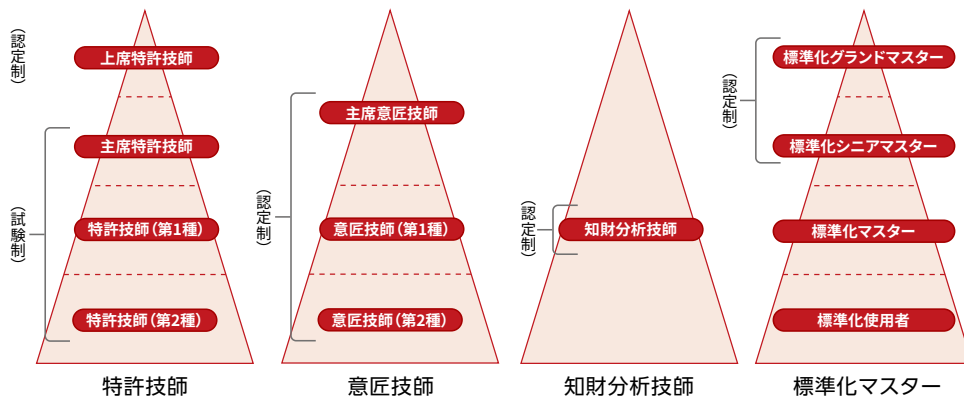 (認定制)
上席特許技師
主席特許技師
(試験制)
特許技師(第1種)
特許技師(第2種)
特許技師
主席意匠技師
(認定制)
意匠技師(第1種)
意匠技師(第2種)
意匠技師
(認定制)
知財分析技師
知財分析技師
標準化グランドマスター
(認定制)
標準化シニアマスター
標準化マスター
標準化使用者
標準化マスター